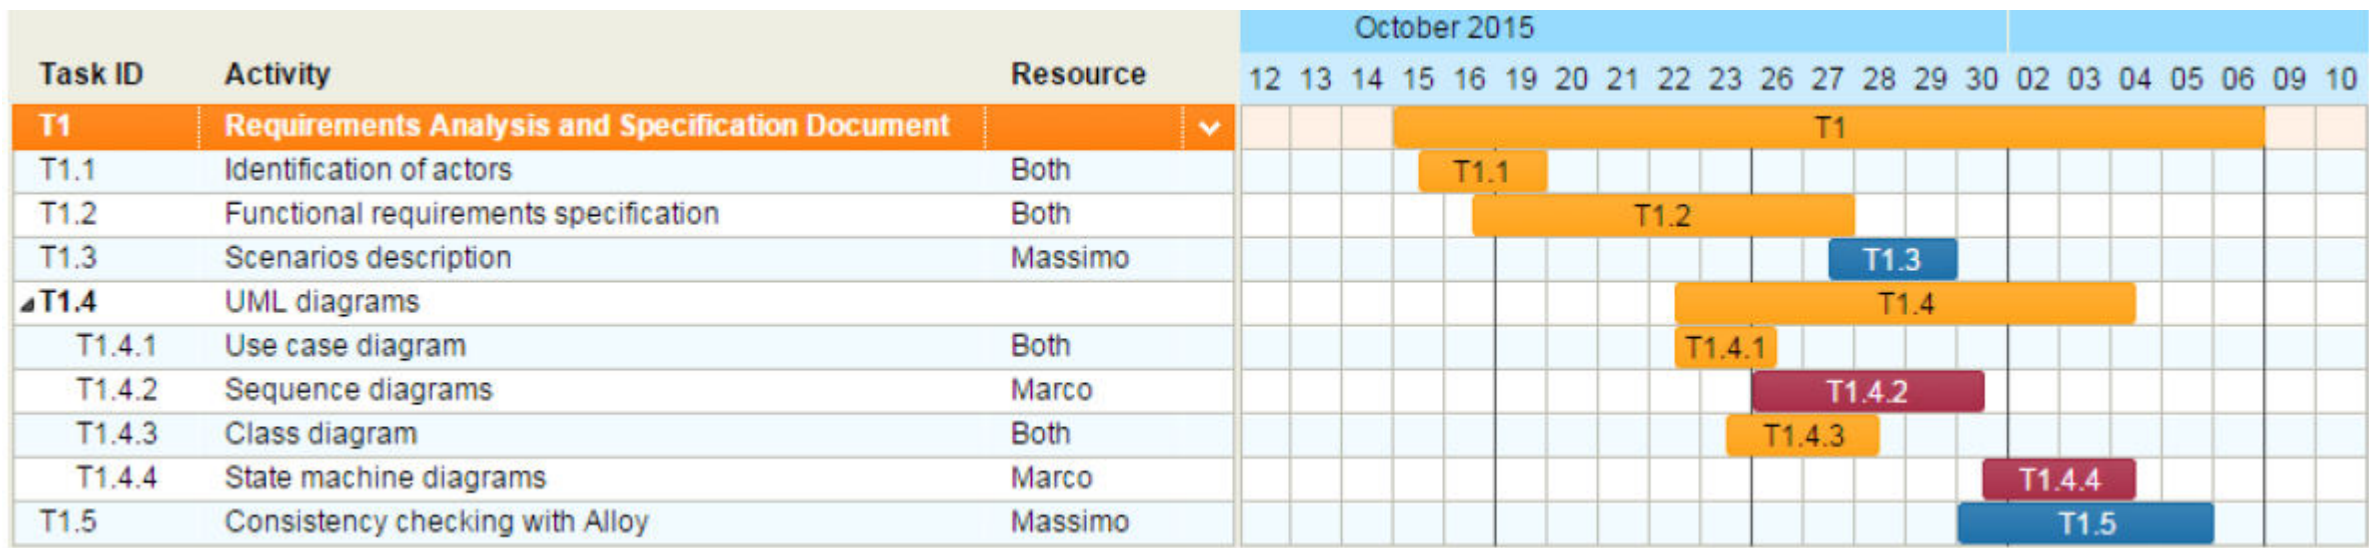 October 2015
Task ID Activity Resource 12 13 14 15 16 19 20 21 22 23 26 27 28 29 30 02 03 04 05 06 09 10
T1 Requirements Analysis and Specification Document T1
T1.1 Identification of actors Both T1.1
T1.2 Functional requirements specification Both T1.2
T1.3 Scenarios description Massimo T1.3
T1.4 UML diagrams T1.4
T1.4.1 Use case diagram Both T1.4.1
T1.4.2 Sequence diagrams Marco T1.4.2
T1.4.3 Class diagram Both T1.4.3
T1.4.4 State machine diagrams Marco T1.4.4
T1.5 Consistency checking with Alloy Massimo T1.5